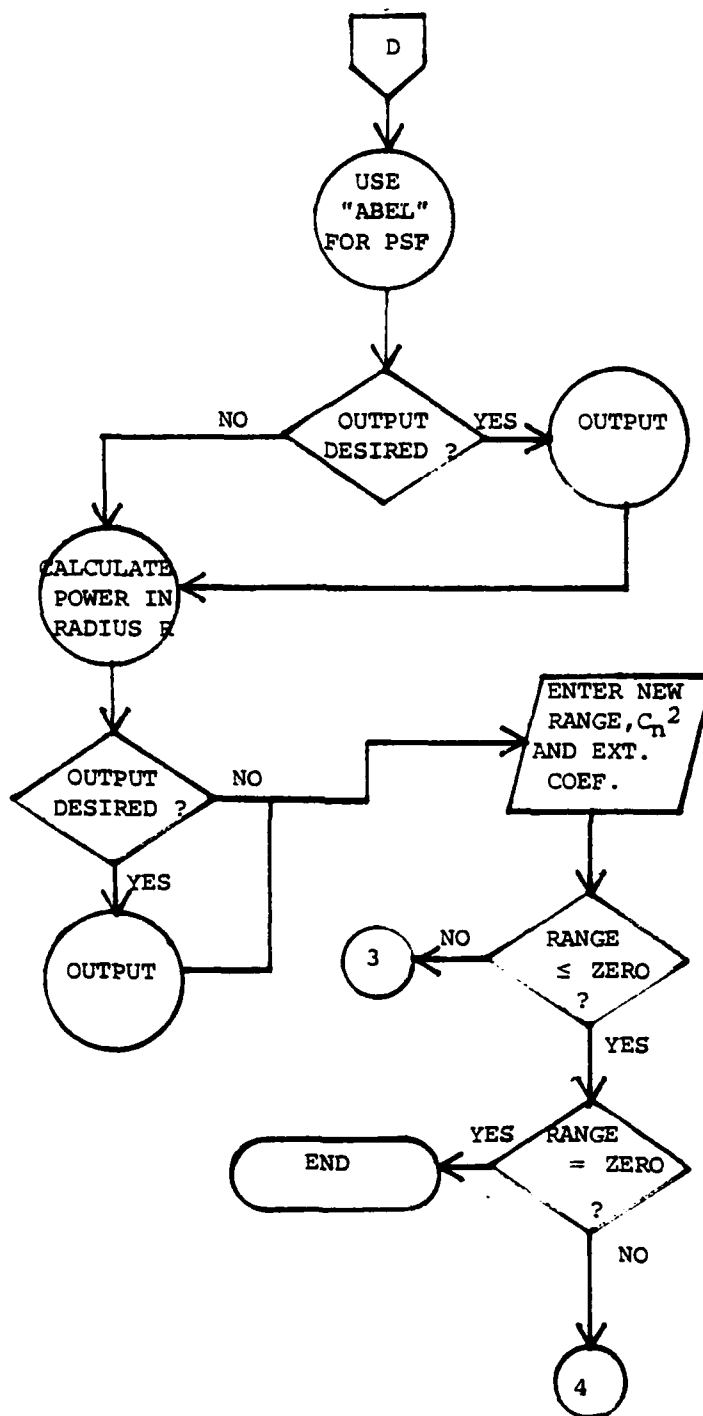 D
USE
"ABEL"
FOR PSF
NO
OUTPUT
DESIRED ?
YES
OUTPUT
CALCULATE
POWER IN
RADIUS R
OUTPUT
DESIRED ?
NO
YES
OUTPUT
ENTER NEW
RANGE, Cn²
AND EXT.
COEF.
RANGE
≤ ZERO
?
NO
3
YES
RANGE
= ZERO
?
YES
END
NO
4